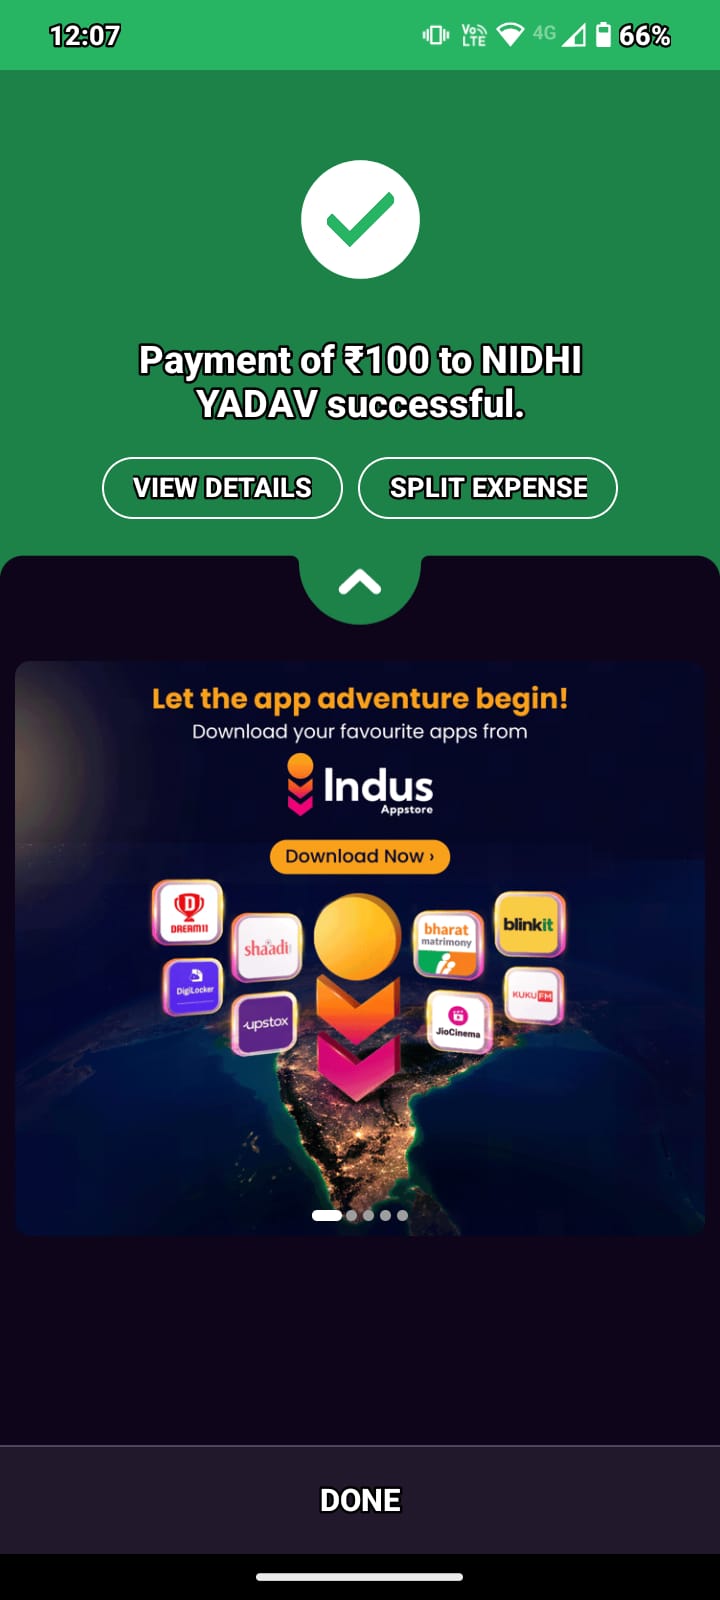 12:07 Vo) LTE 4G 66%
Payment of ₹100 to NIDHI
YADAV successful.
VIEW DETAILS SPLIT EXPENSE
Let the app adventure begin!
Download your favourite apps from
Indus
Appstore
Download Now ›
D
DREAM11
shaadi
bharat
matrimony
blinkit
DigiLocker
upstox
JioCinema
KUKU FM
DONE